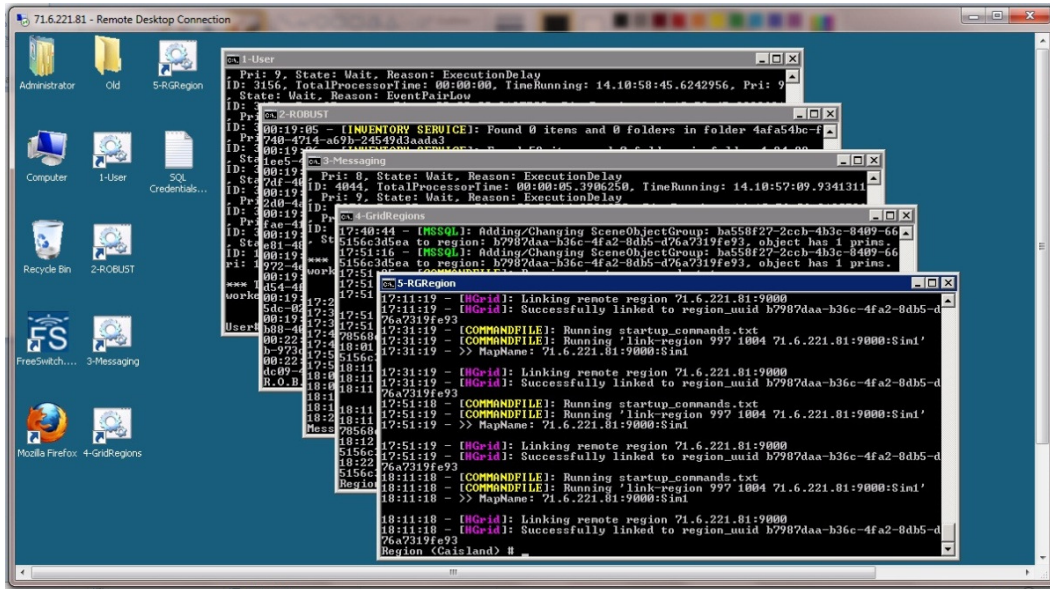 71.6.221.81 - Remote Desktop Connection
Administrator
Old
5-RGRegion
Computer
1-User
SQL
Credentials...
Recycle Bin
2-ROBUST
FreeSwitch....
3-Messaging
Mozilla Firefox
4-GridRegions
1-User
, Pri: 9, State: Wait, Reason: ExecutionDelay
ID: 3156, TotalProcessorTime: 00:00:00, TimeRunning: 14.10:58:45.6242956, Pri: 9
, State: Wait, Reason: EventPairLow
2-ROBUST
00:19:05 - [INVENTORY SERVICE]: Found 0 items and 0 folders in folder 4afa54bc-f
740-4714-a69b-24549d3aada3
3-Messaging
, Pri: 8, State: Wait, Reason: ExecutionDelay
ID: 4044, TotalProcessorTime: 00:00:05.3906250, TimeRunning: 14.10:57:09.9341311
, Pri: 9, State: Wait, Reason: ExecutionDelay
4-GridRegions
17:40:44 - [MSSQL]: Adding/Changing SceneObjectGroup: ba558f27-2ccb-4b3c-8409-66
5156c3d5ea to region: b7987daa-b36c-4fa2-8db5-d76a7319fe93, object has 1 prims.
17:51:16 - [MSSQL]: Adding/Changing SceneObjectGroup: ba558f27-2ccb-4b3c-8409-66
5156c3d5ea to region: b7987daa-b36c-4fa2-8db5-d76a7319fe93, object has 1 prims.
5-RGRegion
17:11:19 - [HGrid]: Linking remote region 71.6.221.81:9000
17:11:19 - [HGrid]: Successfully linked to region_uuid b7987daa-b36c-4fa2-8db5-d
76a7319fe93
17:31:19 - [COMMANDFILE]: Running startup_commands.txt
17:31:19 - [COMMANDFILE]: Running 'link-region 997 1004 71.6.221.81:9000:Sim1'
17:31:19 - >> MapName: 71.6.221.81:9000:Sim1
17:31:19 - [HGrid]: Linking remote region 71.6.221.81:9000
17:31:19 - [HGrid]: Successfully linked to region_uuid b7987daa-b36c-4fa2-8db5-d
76a7319fe93
17:51:19 - [COMMANDFILE]: Running startup_commands.txt
17:51:19 - [COMMANDFILE]: Running 'link-region 997 1004 71.6.221.81:9000:Sim1'
17:51:19 - >> MapName: 71.6.221.81:9000:Sim1
17:51:19 - [HGrid]: Linking remote region 71.6.221.81:9000
17:51:19 - [HGrid]: Successfully linked to region_uuid b7987daa-b36c-4fa2-8db5-d
76a7319fe93
18:11:18 - [COMMANDFILE]: Running startup_commands.txt
18:11:18 - [COMMANDFILE]: Running 'link-region 997 1004 71.6.221.81:9000:Sim1'
18:11:18 - >> MapName: 71.6.221.81:9000:Sim1
18:11:18 - [HGrid]: Linking remote region 71.6.221.81:9000
18:11:18 - [HGrid]: Successfully linked to region_uuid b7987daa-b36c-4fa2-8db5-d
76a7319fe93
Region (Caisland) # _